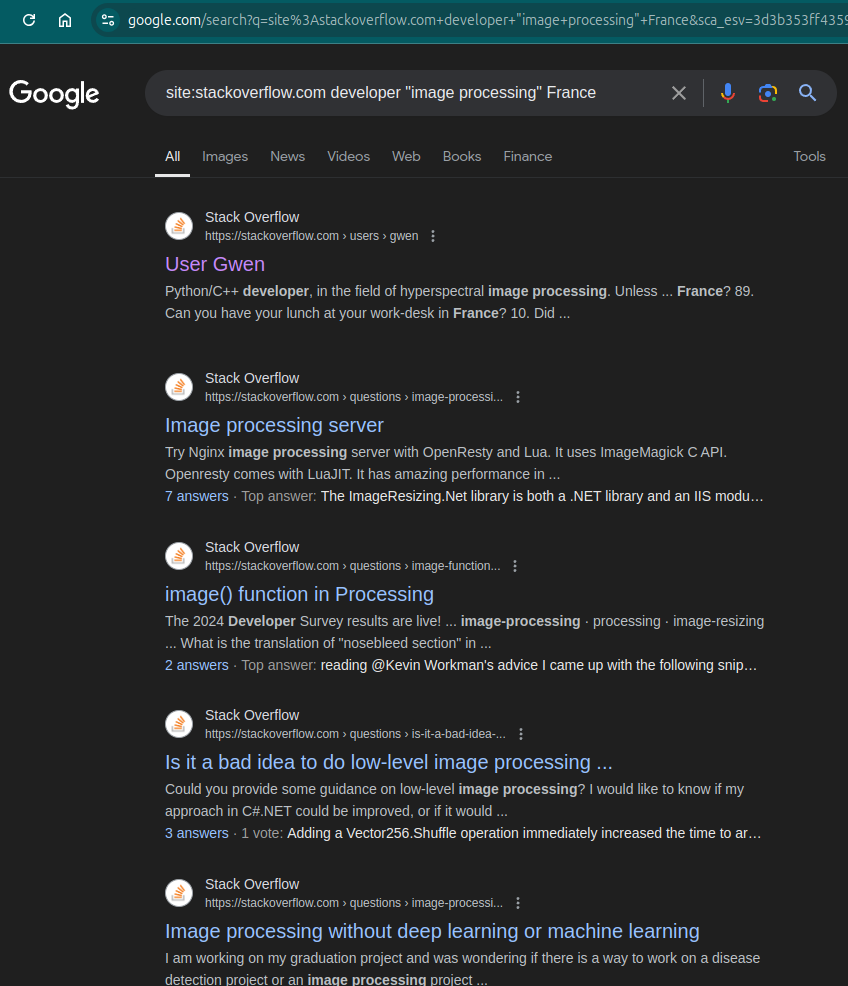 google.com/search?q=site%3Astackoverflow.com+developer+"image+processing"+France&sca_esv=3d3b353ff4359
Google
site:stackoverflow.com developer "image processing" France
All Images News Videos Web Books Finance Tools
Stack Overflow
https://stackoverflow.com › users › gwen
User Gwen
Python/C++ developer, in the field of hyperspectral image processing. Unless ... France? 89.
Can you have your lunch at your work-desk in France? 10. Did ...
Stack Overflow
https://stackoverflow.com › questions › image-processi...
Image processing server
Try Nginx image processing server with OpenResty and Lua. It uses ImageMagick C API.
Openresty comes with LuaJIT. It has amazing performance in ...
7 answers · Top answer: The ImageResizing.Net library is both a .NET library and an IIS modu…
Stack Overflow
https://stackoverflow.com › questions › image-function...
image() function in Processing
The 2024 Developer Survey results are live! ... image-processing · processing · image-resizing
... What is the translation of "nosebleed section" in ...
2 answers · Top answer: reading @Kevin Workman's advice I came up with the following snip…
Stack Overflow
https://stackoverflow.com › questions › is-it-a-bad-idea-...
Is it a bad idea to do low-level image processing ...
Could you provide some guidance on low-level image processing? I would like to know if my
approach in C#.NET could be improved, or if it would ...
3 answers · 1 vote: Adding a Vector256.Shuffle operation immediately increased the time to ar…
Stack Overflow
https://stackoverflow.com › questions › image-processi...
Image processing without deep learning or machine learning
I am working on my graduation project and was wondering if there is a way to work on a disease
detection project or an image processing project ...